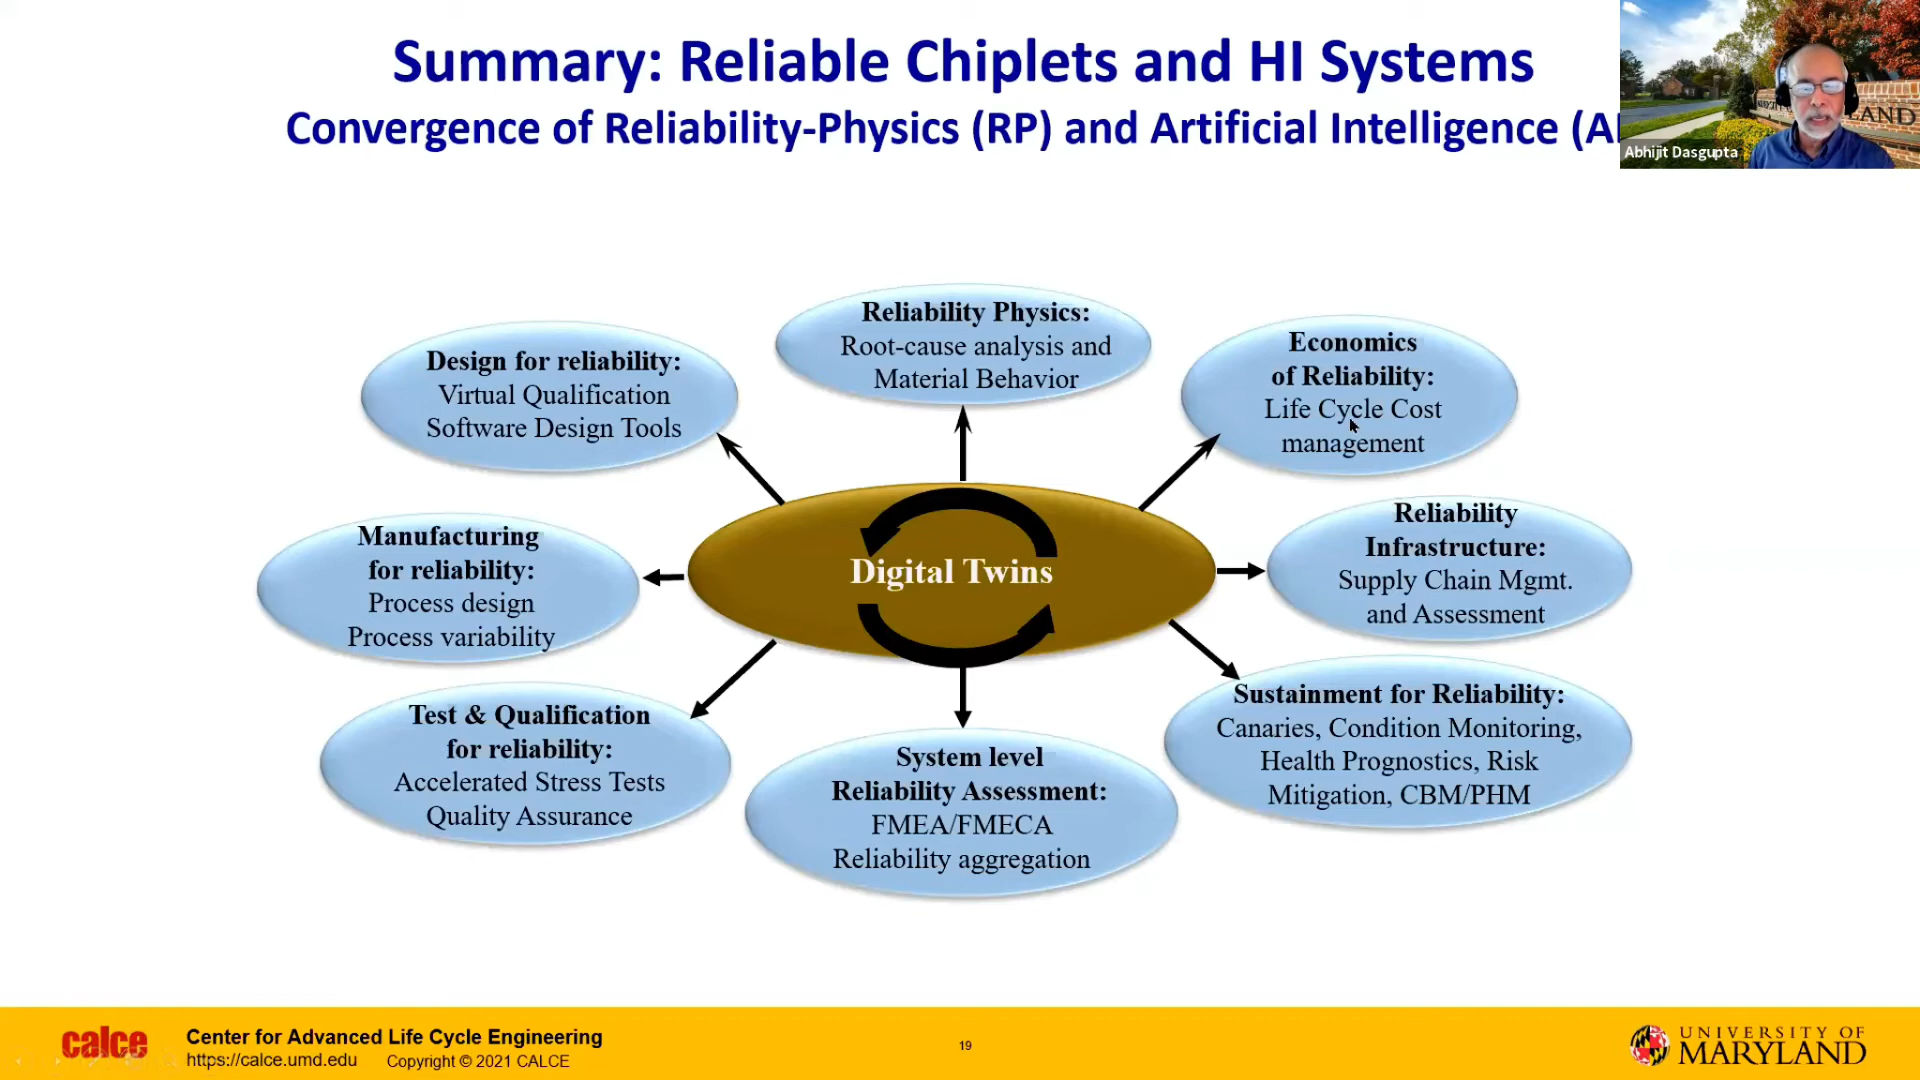 Summary: Reliable Chiplets and HI Systems
Convergence of Reliability-Physics (RP) and Artificial Intelligence (A
LAND
Abhijit Dasgupta
Reliability Physics:
Root-cause analysis and
Material Behavior
Design for reliability:
Virtual Qualification
Software Design Tools
Economics
of Reliability:
Life Cycle Cost
management
Manufacturing
for reliability:
Process design
Process variability
Digital Twins
Reliability
Infrastructure:
Supply Chain Mgmt.
and Assessment
Test & Qualification
for reliability:
Accelerated Stress Tests
Quality Assurance
System level
Reliability Assessment:
FMEA/FMECA
Reliability aggregation
Sustainment for Reliability:
Canaries, Condition Monitoring,
Health Prognostics, Risk
Mitigation, CBM/PHM
calce
Center for Advanced Life Cycle Engineering
https://calce.umd.edu Copyright © 2021 CALCE
19
UNIVERSITY OF
MARYLAND